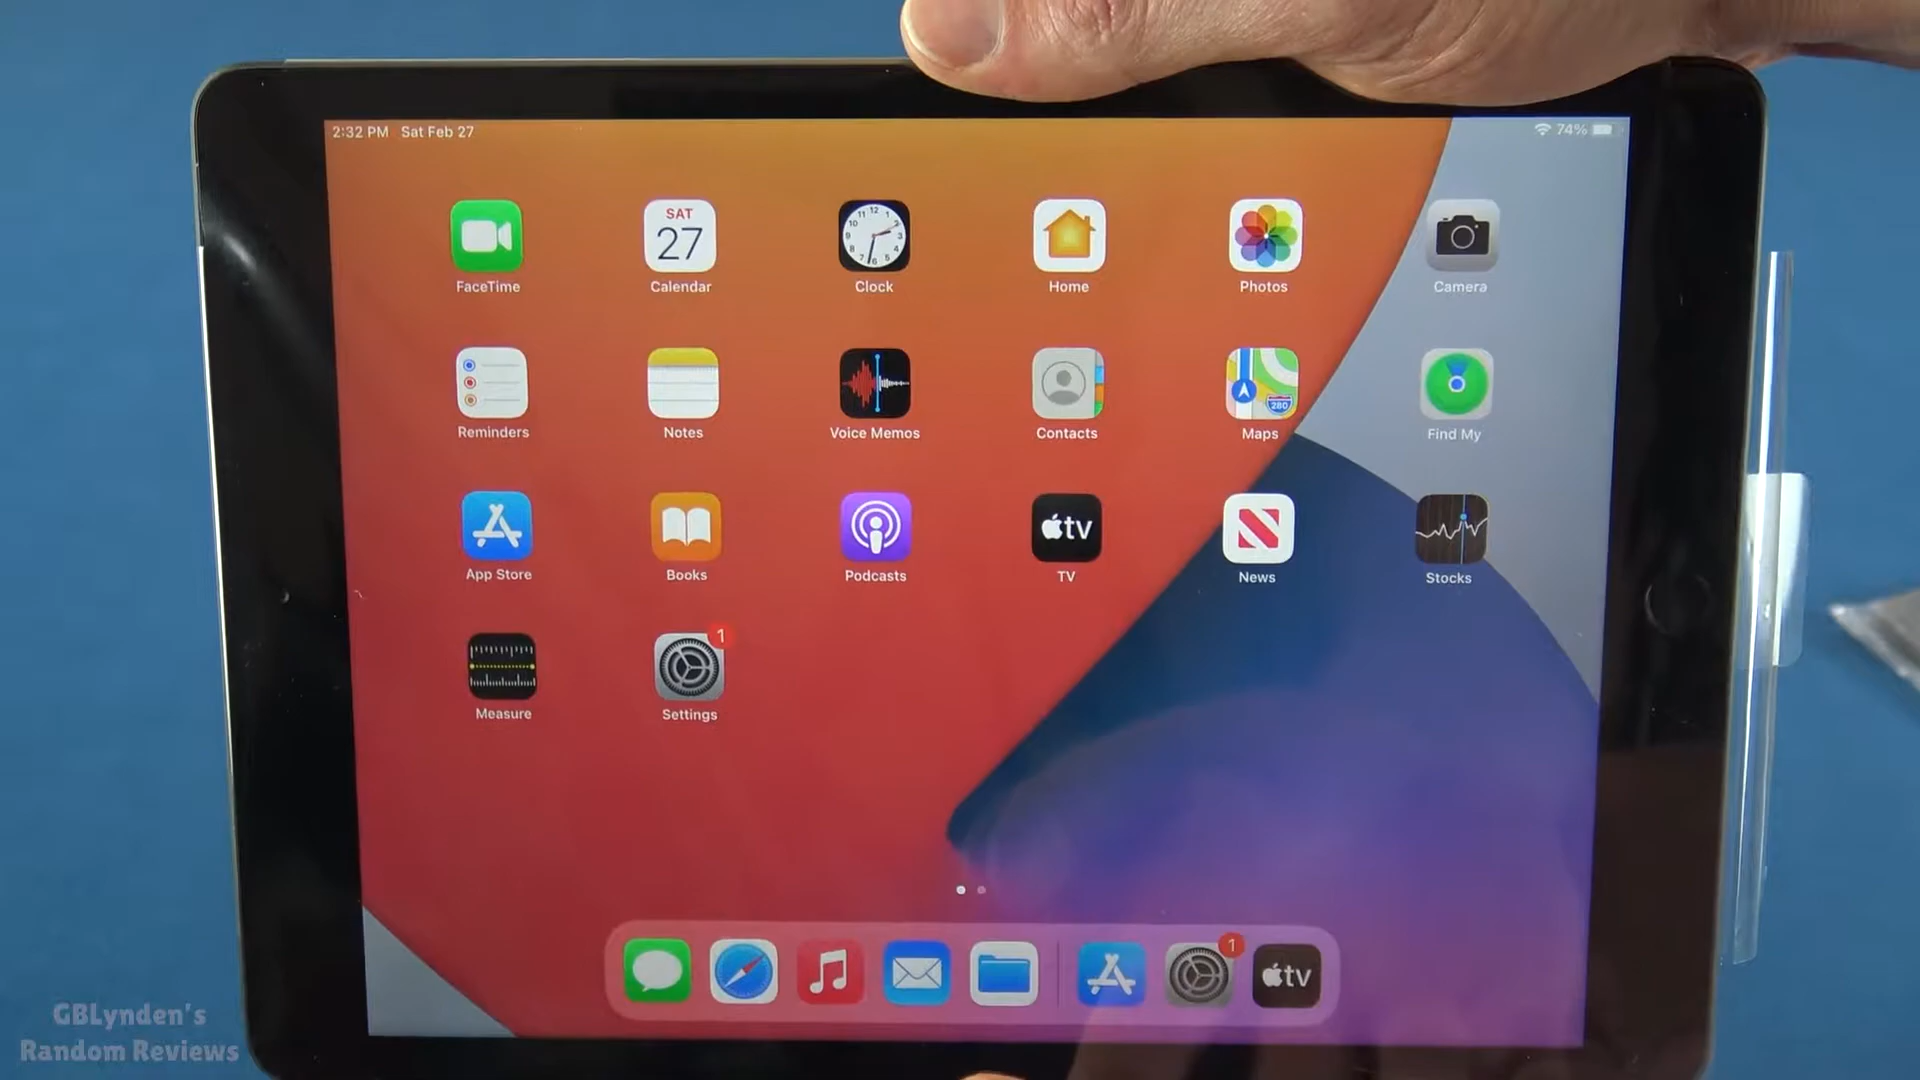 2:32 PM Sat Feb 27
74%
SAT
27
FaceTime
Calendar
Clock
Home
Photos
Camera
280
Reminders
Notes
Voice Memos
Contacts
Maps
Find My
tv
App Store
Books
Podcasts
TV
News
Stocks
1
Measure
Settings
1
tv
GBLynden's
Random Reviews